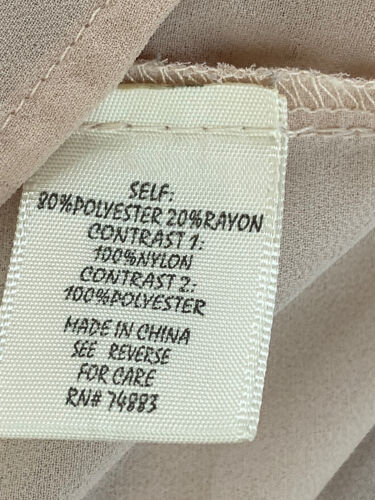 SELF:
80%POLYESTER 20%RAYON
CONTRAST 1:
100%NYLON
CONTRAST 2:
100%POLYESTER
MADE IN CHINA
SEE REVERSE
FOR CARE
RN# 74883